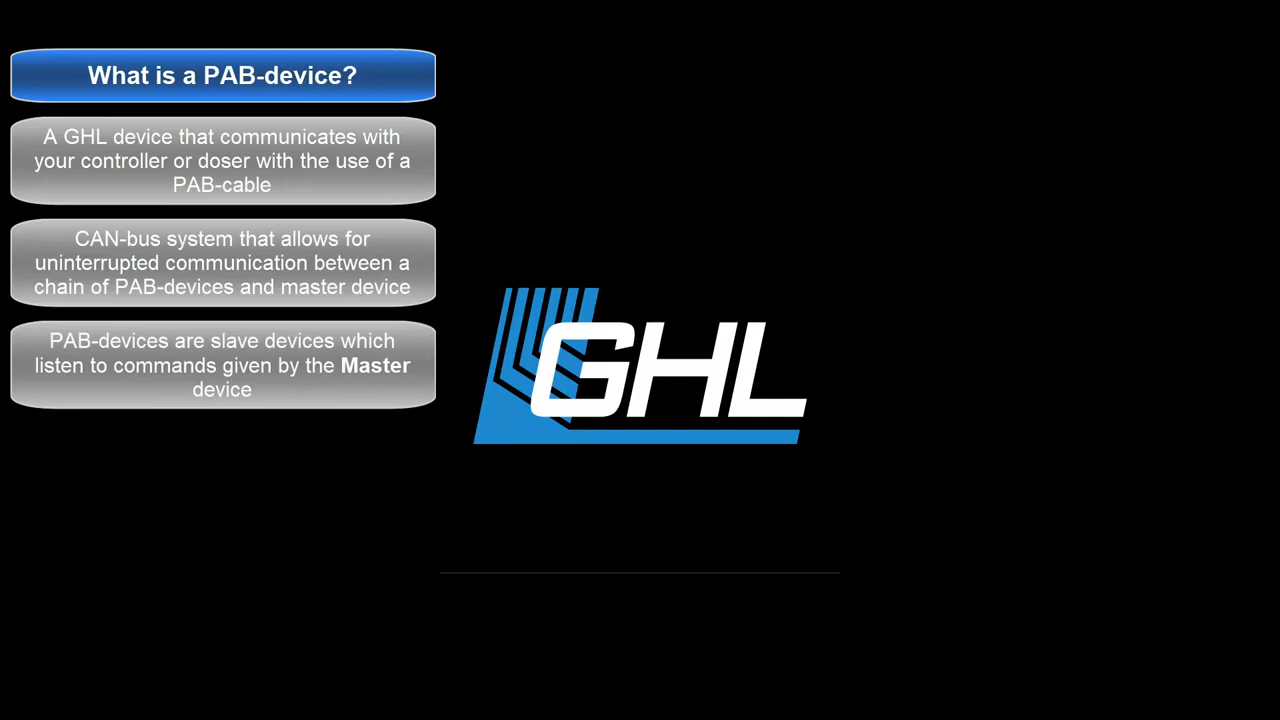 What is a PAB-device?
A GHL device that communicates with
your controller or doser with the use of a
PAB-cable
CAN-bus system that allows for
uninterrupted communication between a
chain of PAB-devices and master device
PAB-devices are slave devices which
listen to commands given by the Master
device
GHL